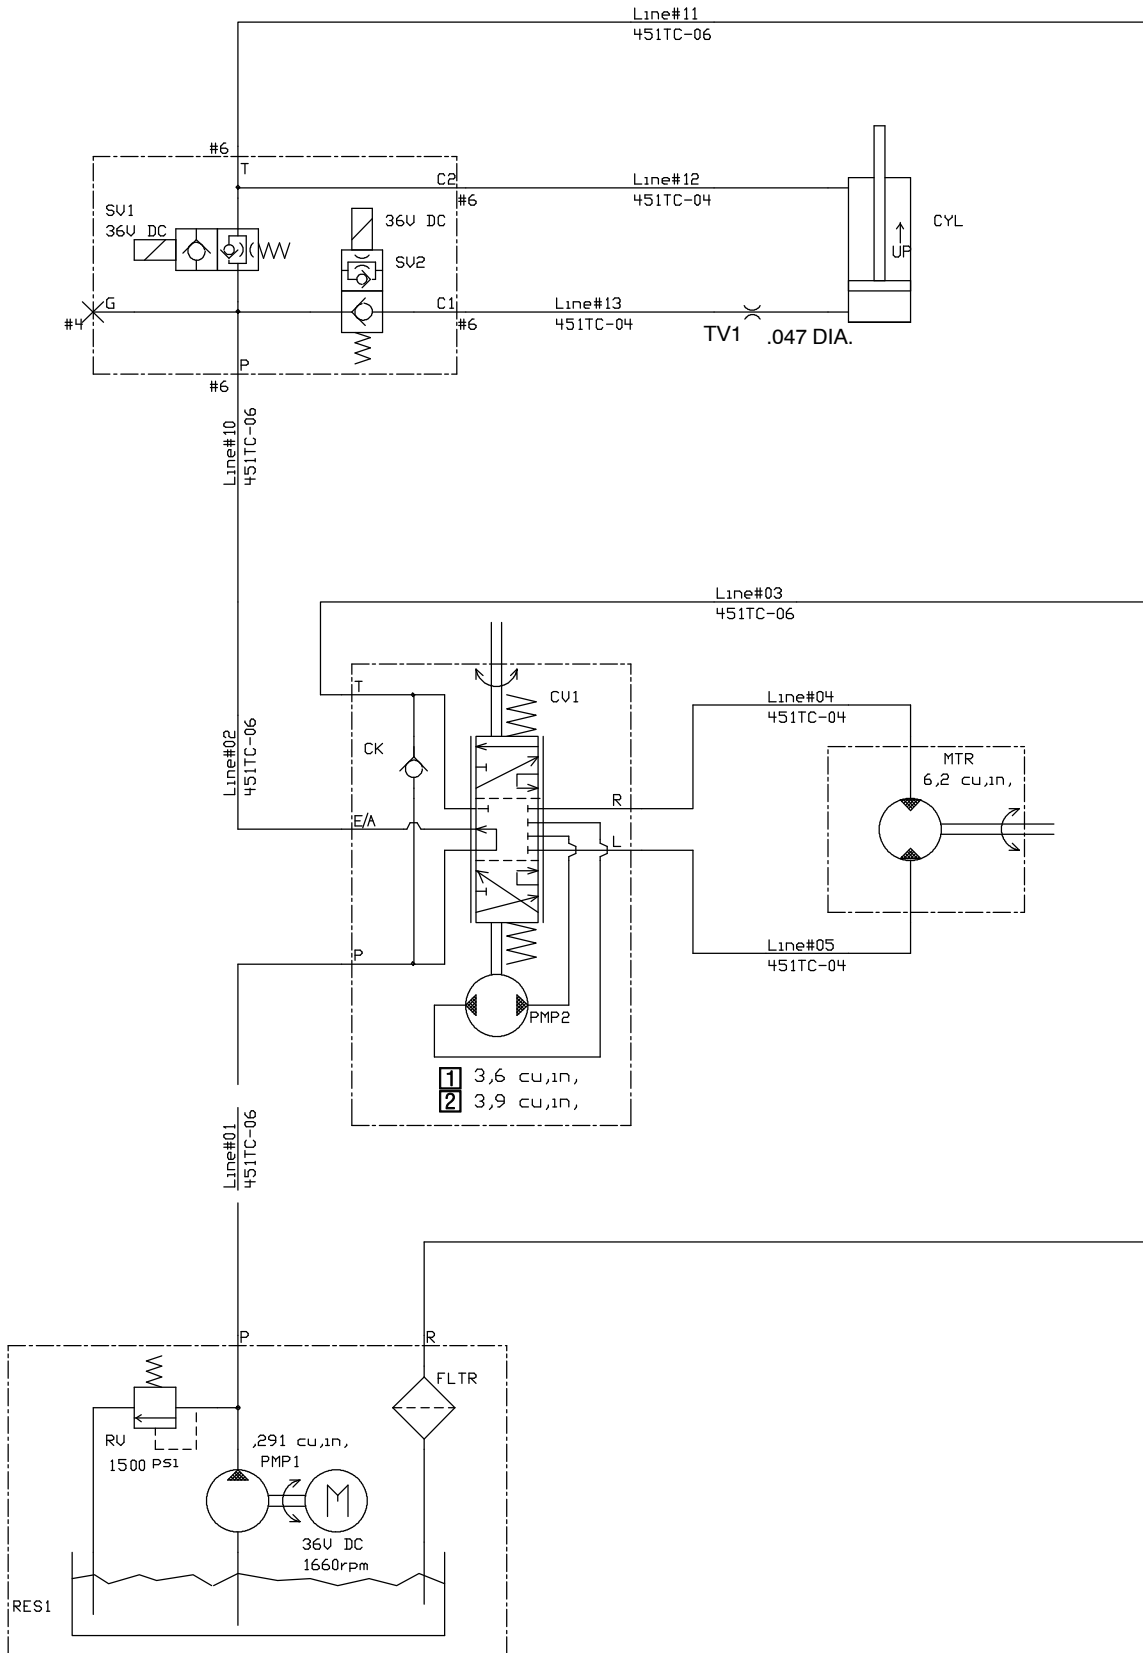 Line#11
451TC-06
#6
T
C2
#6
Line#12
451TC-04
SV1
36V DC
36V DC
SV2
CYL
UP
G
#4
C1
#6
Line#13
451TC-04
TV1 .047 DIA.
P
#6
Line#10
451TC-06
Line#03
451TC-06
T
CV1
CK
Line#04
451TC-04
MTR
6,2 cu,in,
R
Line#02
451TC-06
E/A
L
Line#05
451TC-04
P
PMP2
1 3,6 cu,in,
2 3,9 cu,in,
Line#01
451TC-06
P
R
FLTR
RV
1500 PSI
,291 cu,in,
PMP1
M
36V DC
1660rpm
RES1